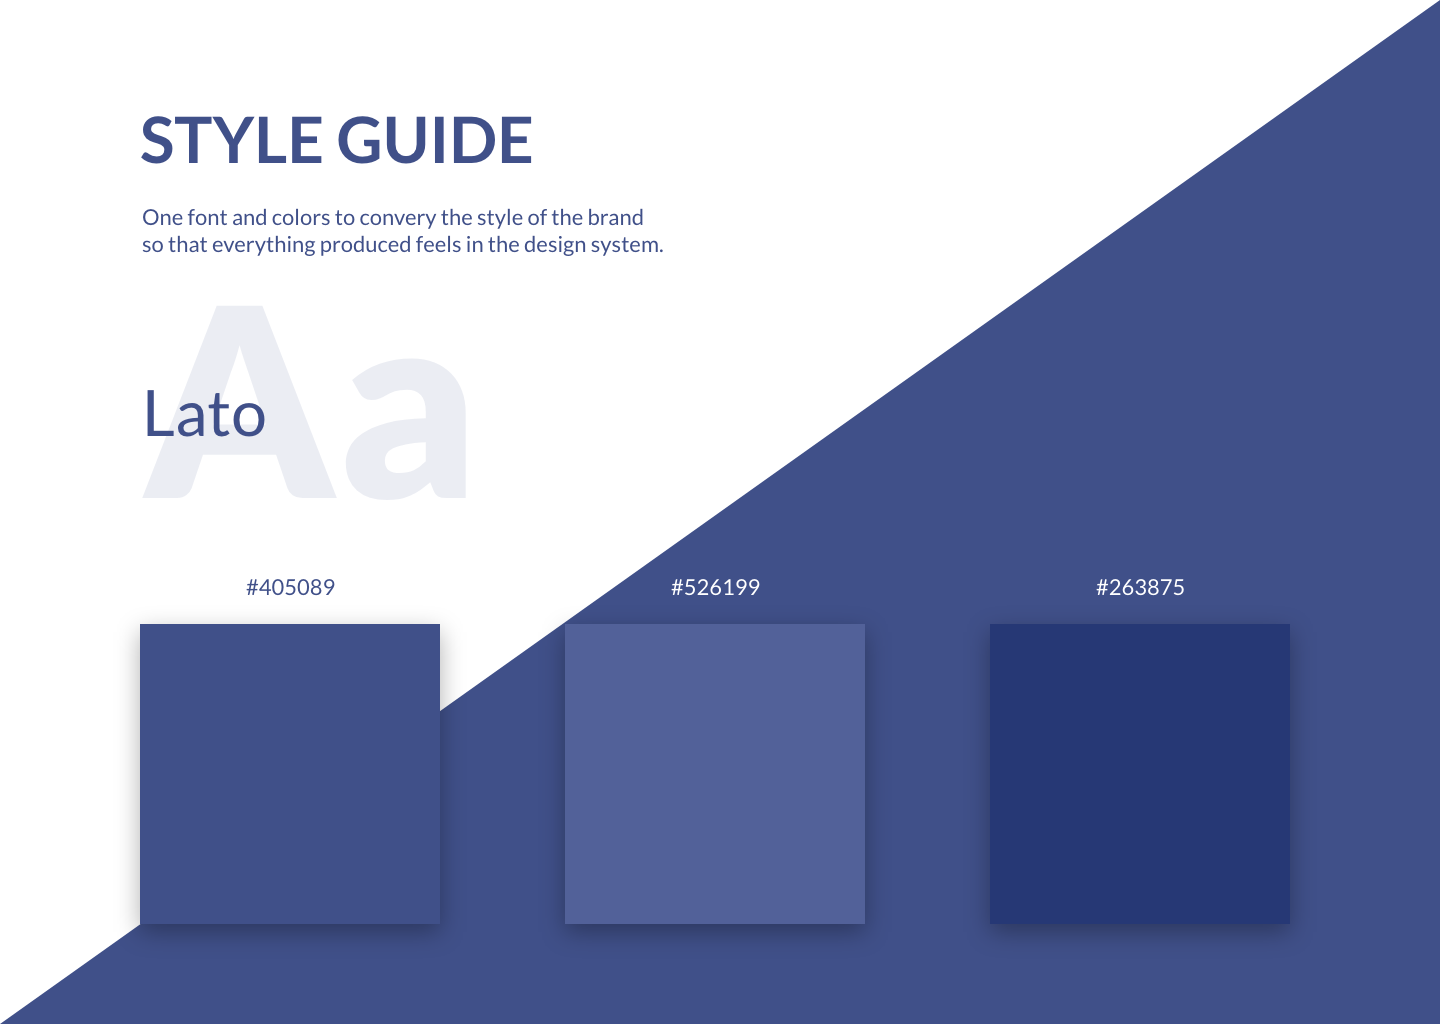 STYLE GUIDE
One font and colors to convery the style of the brand
so that everything produced feels in the design system.
Aa
Lato
#405089
#526199
#263875